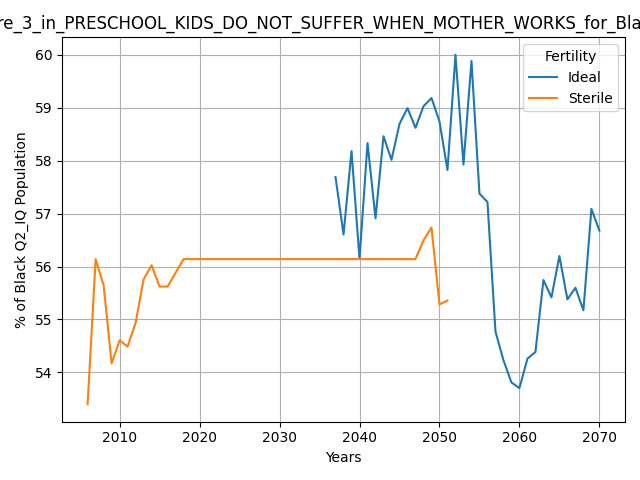 re_3_in_PRESCHOOL_KIDS_DO_NOT_SUFFER_WHEN_MOTHER_WORKS_for_Bla
60
59
58
57
56
55
54
% of Black Q2_IQ Population
Fertility
Ideal
Sterile
2010 2020 2030 2040 2050 2060 2070
Years